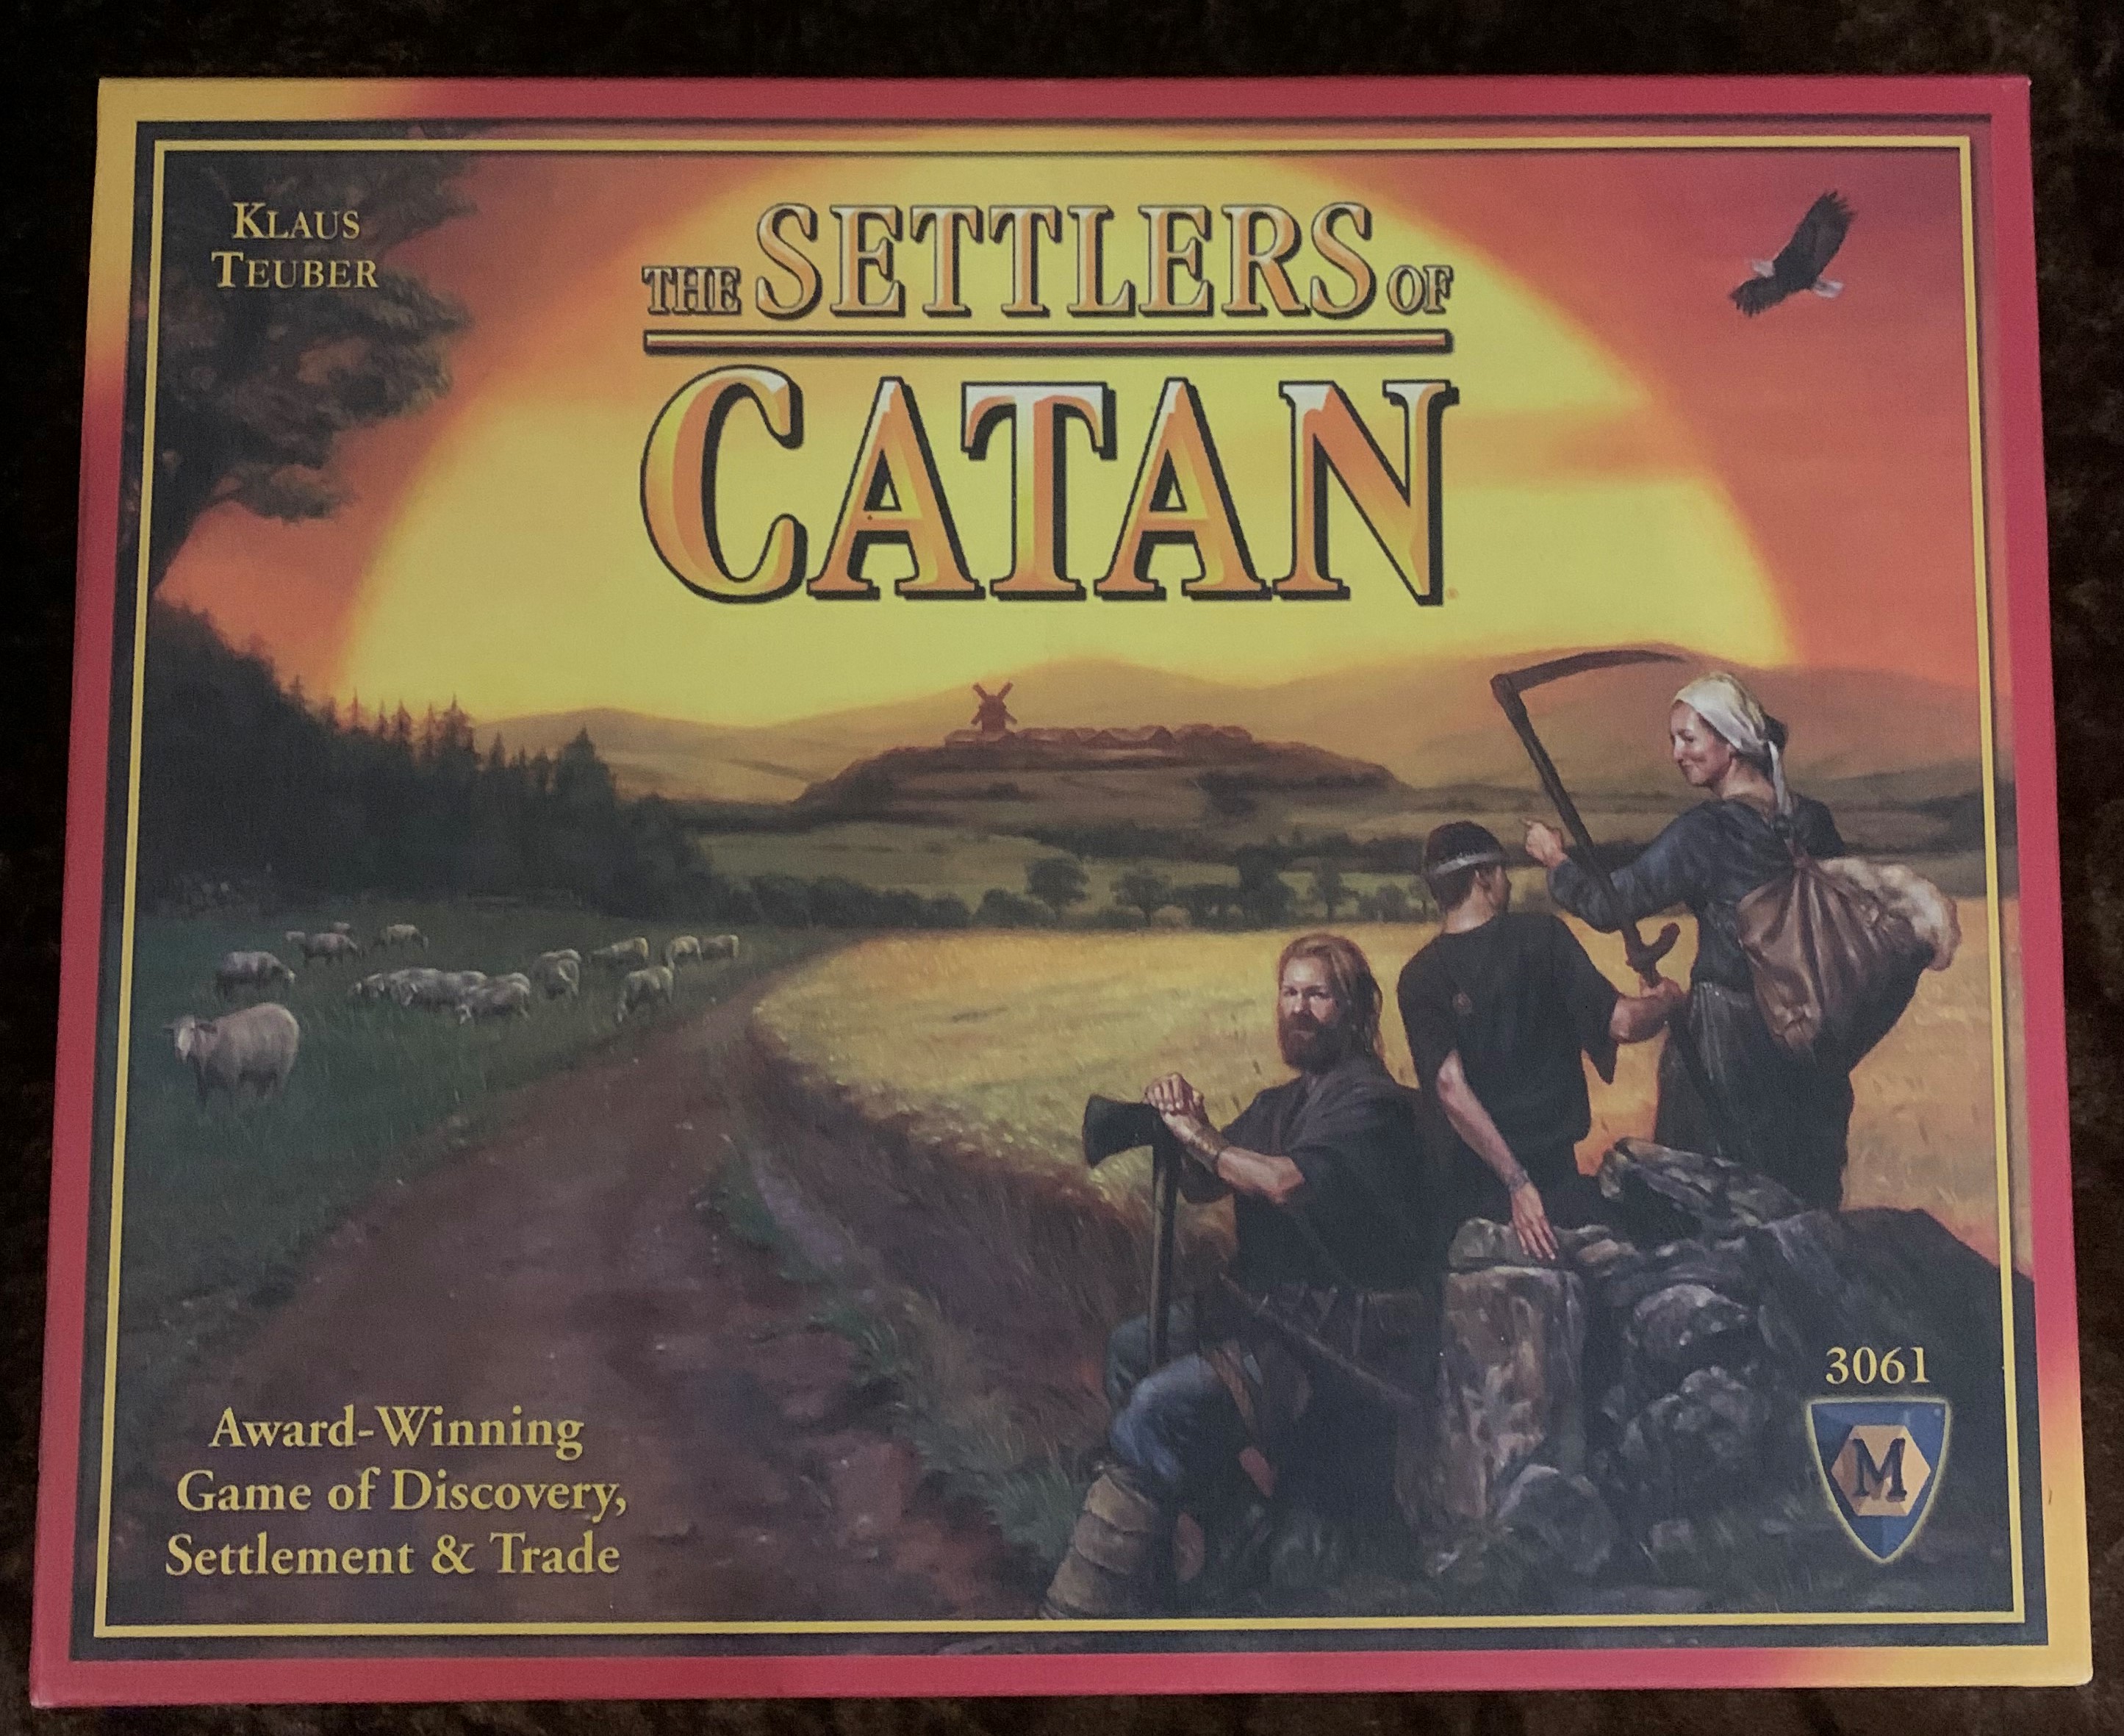 KLAUS
TEUBER
THE SETTLERS OF
CATAN
Award-Winning
Game of Discovery,
Settlement & Trade
3061
M